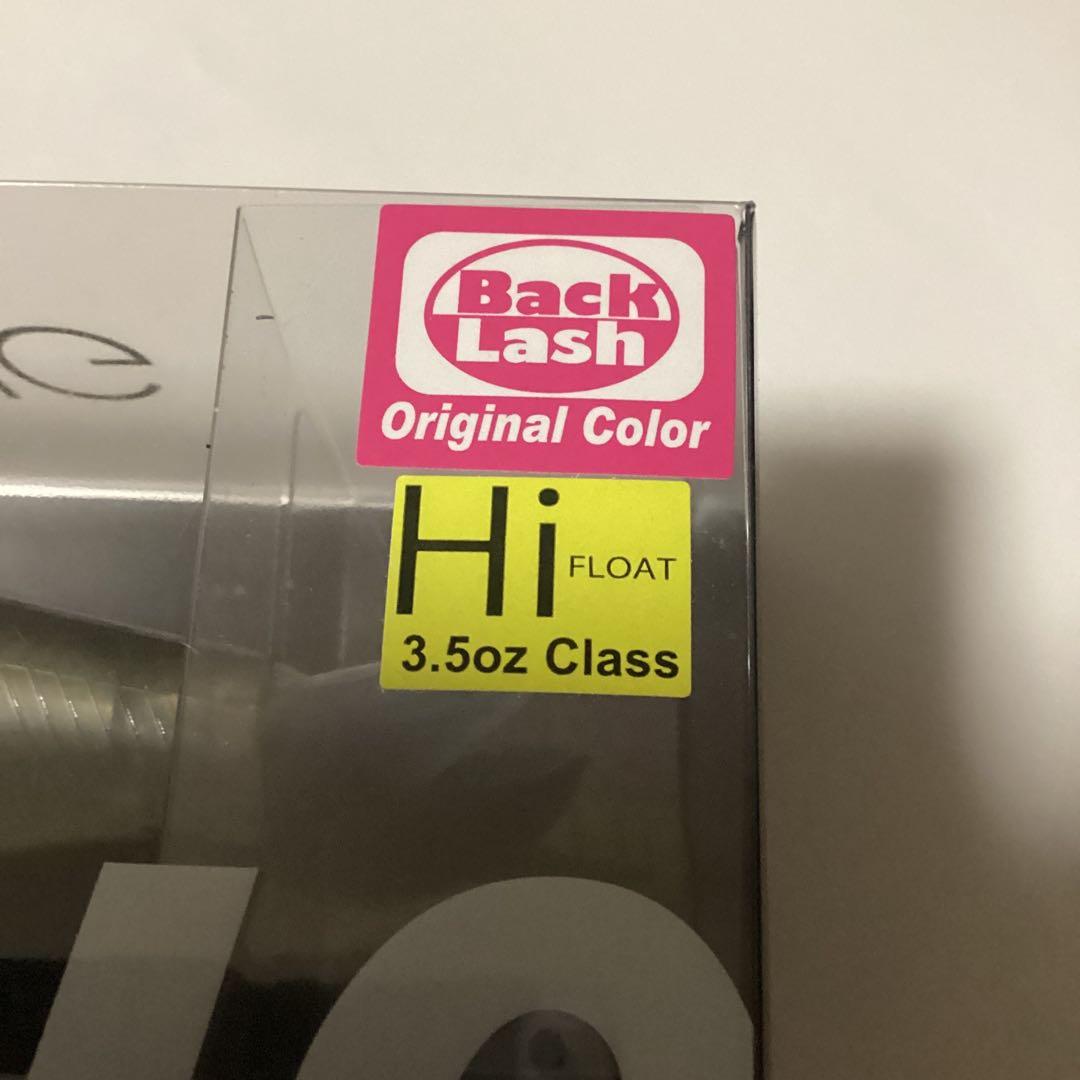 Back
Lash
Original Color
Hi FLOAT
3.5oz Class